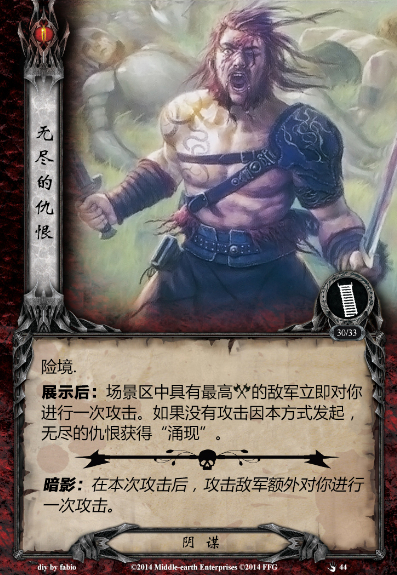 无尽的仇恨
30/33
险境.
展示后：场景区中具有最高的敌军立即对你
进行一次攻击。如果没有攻击因本方式发起，
无尽的仇恨获得“涌现”。
暗影：在本次攻击后，攻击敌军额外对你进行
一次攻击。
阴谋
diy by fabio
©2014 Middle-earth Enterprises ©2014 FFG
44